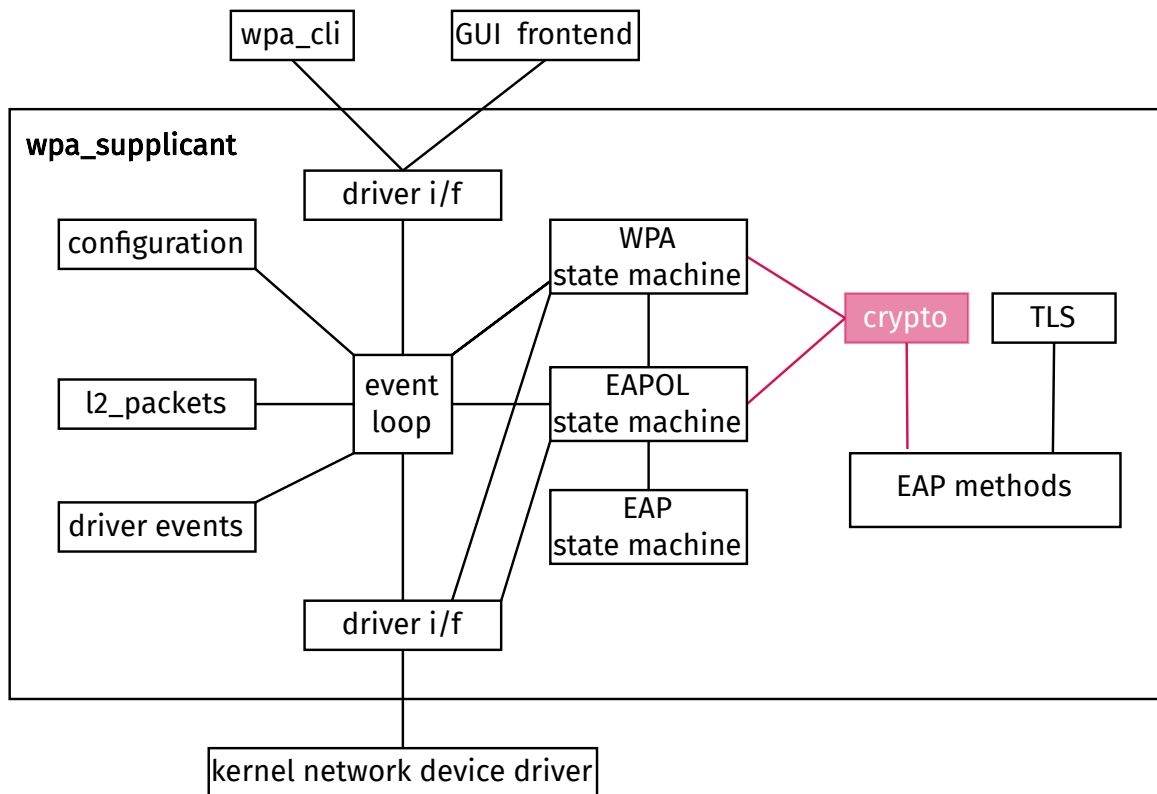 wpa_cli
GUI frontend
wpa_supplicant
driver i/f
configuration
WPA
state machine
crypto
TLS
event
loop
l2_packets
EAPOL
state machine
EAP methods
driver events
EAP
state machine
driver i/f
kernel network device driver